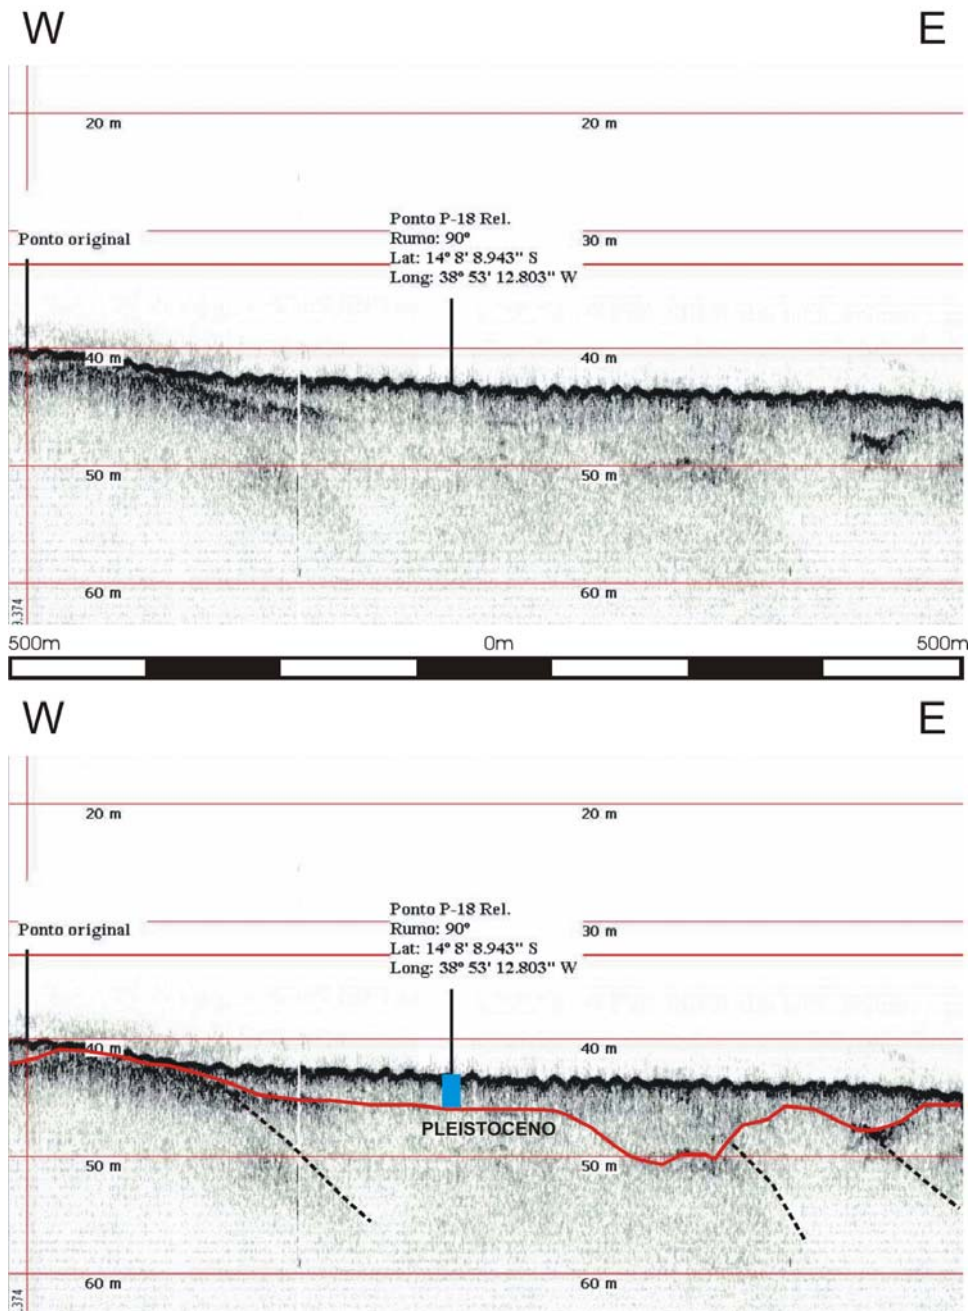 W E
20 m 20 m
Ponto P-18 Rel.
Ponto original Rumo: 90° 30 m
Lat: 14° 8' 8.943" S
Long: 38° 53' 12.803" W
40 m 40 m
50 m 50 m
60 m 60 m
500m 0m 500m
W E
20 m 20 m
Ponto P-18 Rel.
Ponto original Rumo: 90° 30 m
Lat: 14° 8' 8.943" S
Long: 38° 53' 12.803" W
40 m 40 m
PLEISTOCENO
50 m 50 m
60 m 60 m